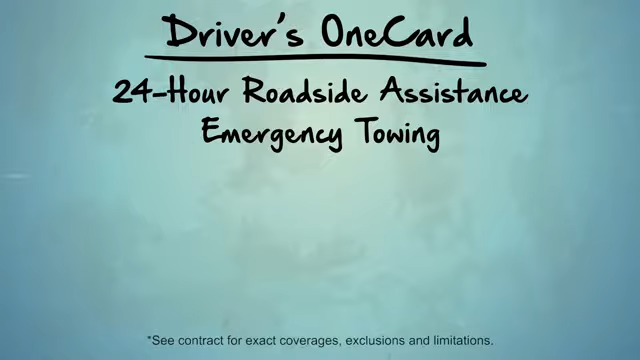 Driver's OneCard
24-Hour Roadside Assistance
Emergency Towing
*See contract for exact coverages, exclusions and limitations.